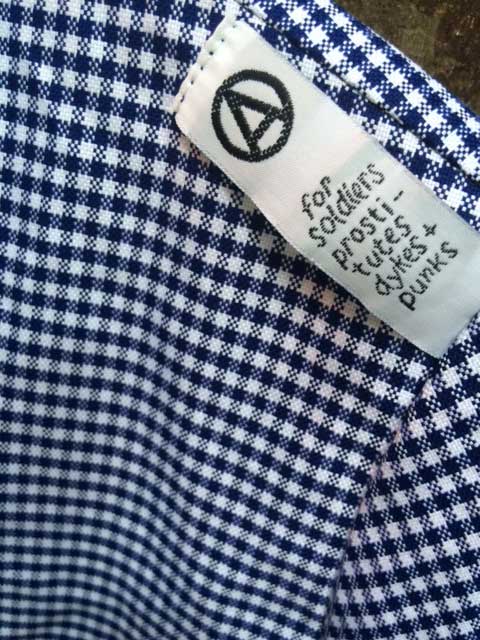 A
for
soldiers
prosti-
tutes
dykes +
punks